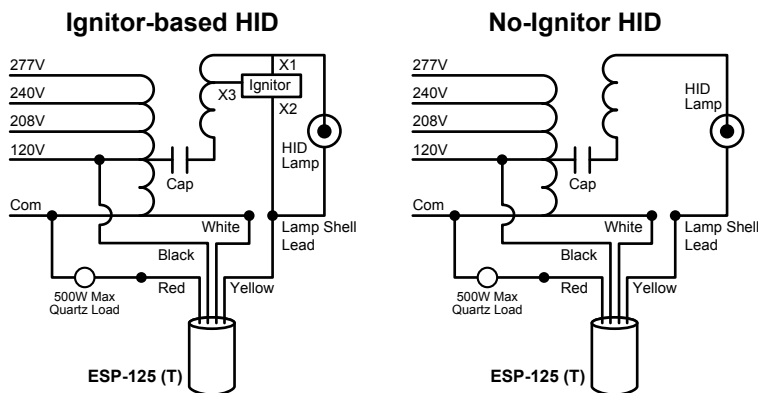 Ignitor-based HID
277V
240V
208V
120V
Com
X1
Ignitor
X3
X2
HID
Lamp
Cap
White
Lamp Shell
Lead
Black
Red
Yellow
500W Max
Quartz Load
ESP-125 (T)
No-Ignitor HID
277V
240V
208V
120V
Com
HID
Lamp
Cap
White
Lamp Shell
Lead
Black
Red
Yellow
500W Max
Quartz Load
ESP-125 (T)